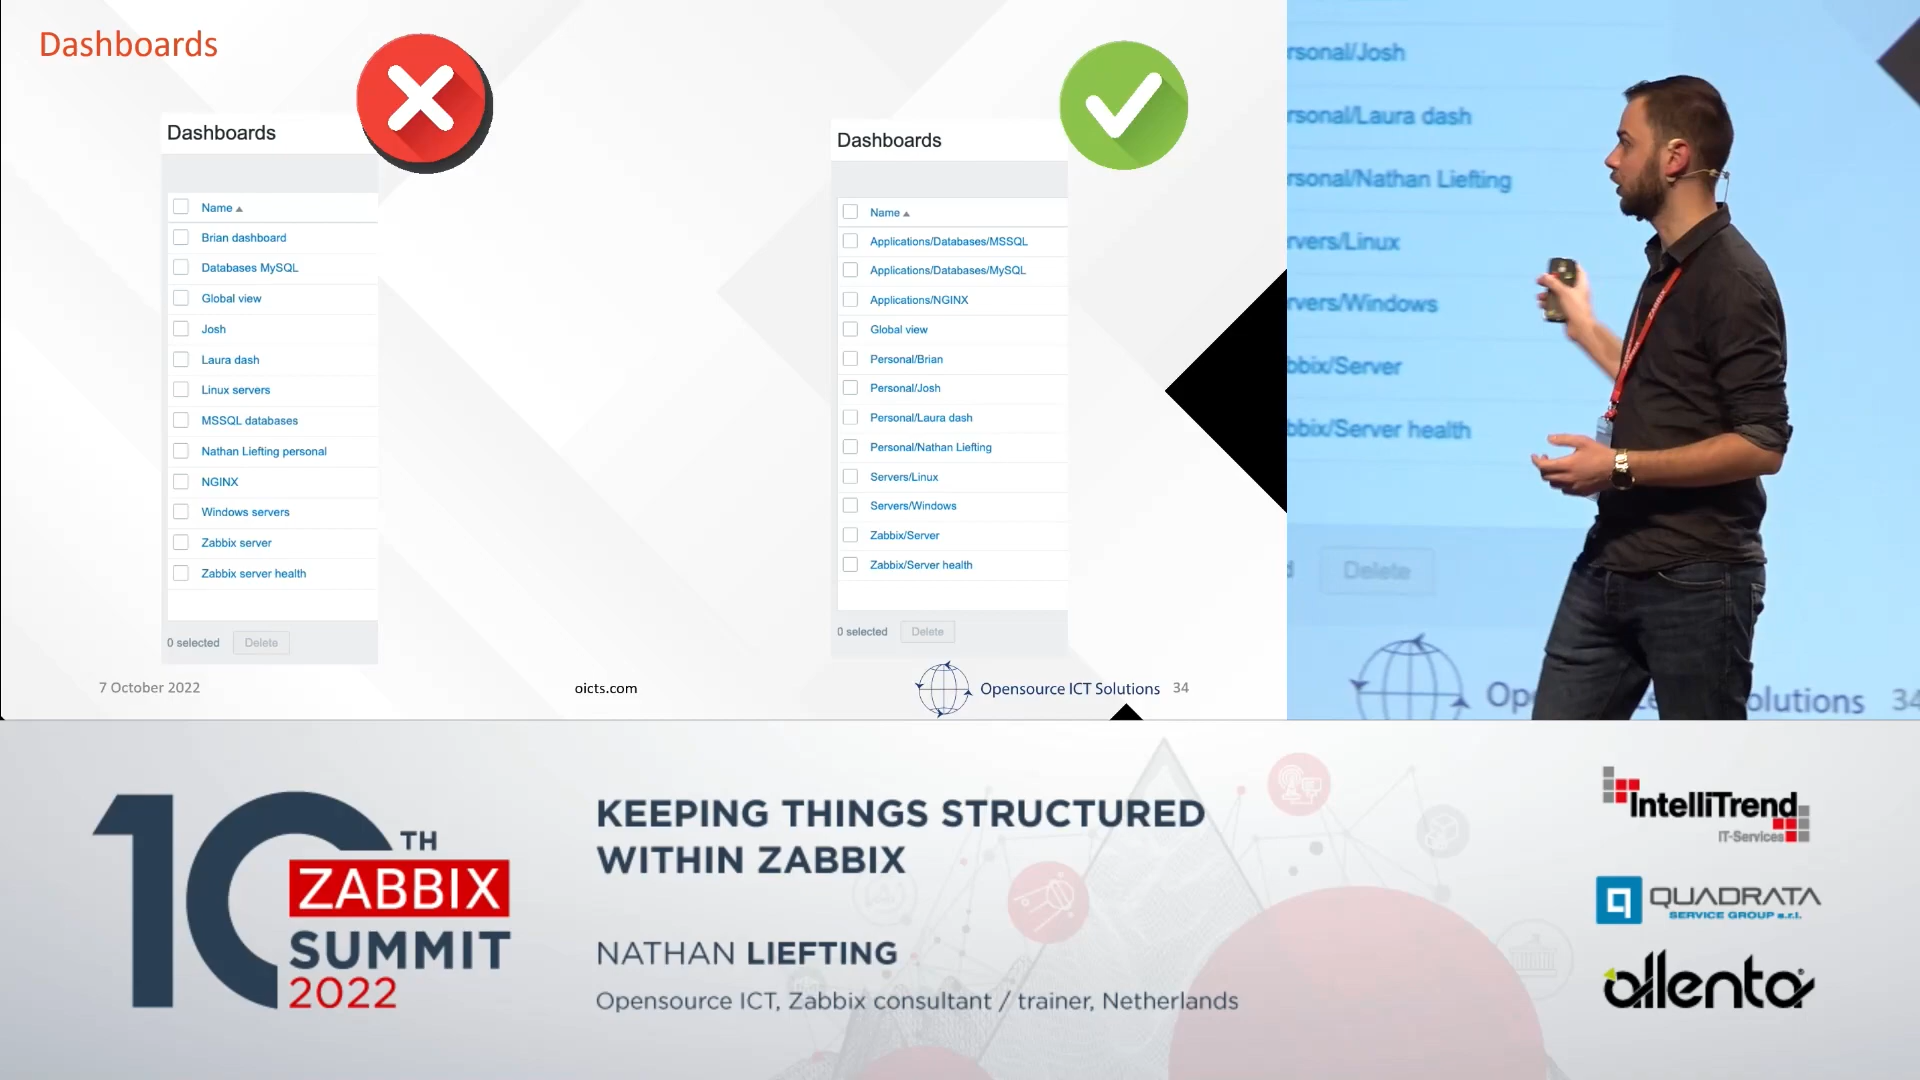 Dashboards
Dashboards
Name
Brian dashboard
Databases MySQL
Global view
Josh
Laura dash
Linux servers
MSSQL databases
Nathan Liefting personal
NGINX
Windows servers
Zabbix server
Zabbix server health
0 selected Delete
Dashboards
Name
Applications/Databases/MSSQL
Applications/Databases/MySQL
Applications/NGINX
Global view
Personal/Brian
Personal/Josh
Personal/Laura dash
Personal/Nathan Liefting
Servers/Linux
Servers/Windows
Zabbix/Server
Zabbix/Server health
0 selected Delete
7 October 2022
oicts.com
Opensource ICT Solutions 34
rsonal/Josh
rsonal/Laura dash
rsonal/Nathan Liefting
rvers/Linux
rvers/Windows
bbix/Server
bbix/Server health
Delete
olutions 34
ZABBIX
10TH
ZABBIX
SUMMIT
2022
KEEPING THINGS STRUCTURED
WITHIN ZABBIX
NATHAN LIEFTING
Opensource ICT, Zabbix consultant / trainer, Netherlands
IntelliTrend
IT-Services
QUADRATA
SERVICE GROUP s.r.l.
allenta